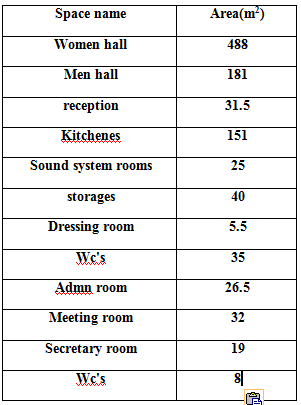 Space name Area(m²)
Women hall 488
Men hall 181
reception 31.5
Kitchenes 151
Sound system rooms 25
storages 40
Dressing room 5.5
Wc's 35
Admn room 26.5
Meeting room 32
Secretary room 19
Wc's 8